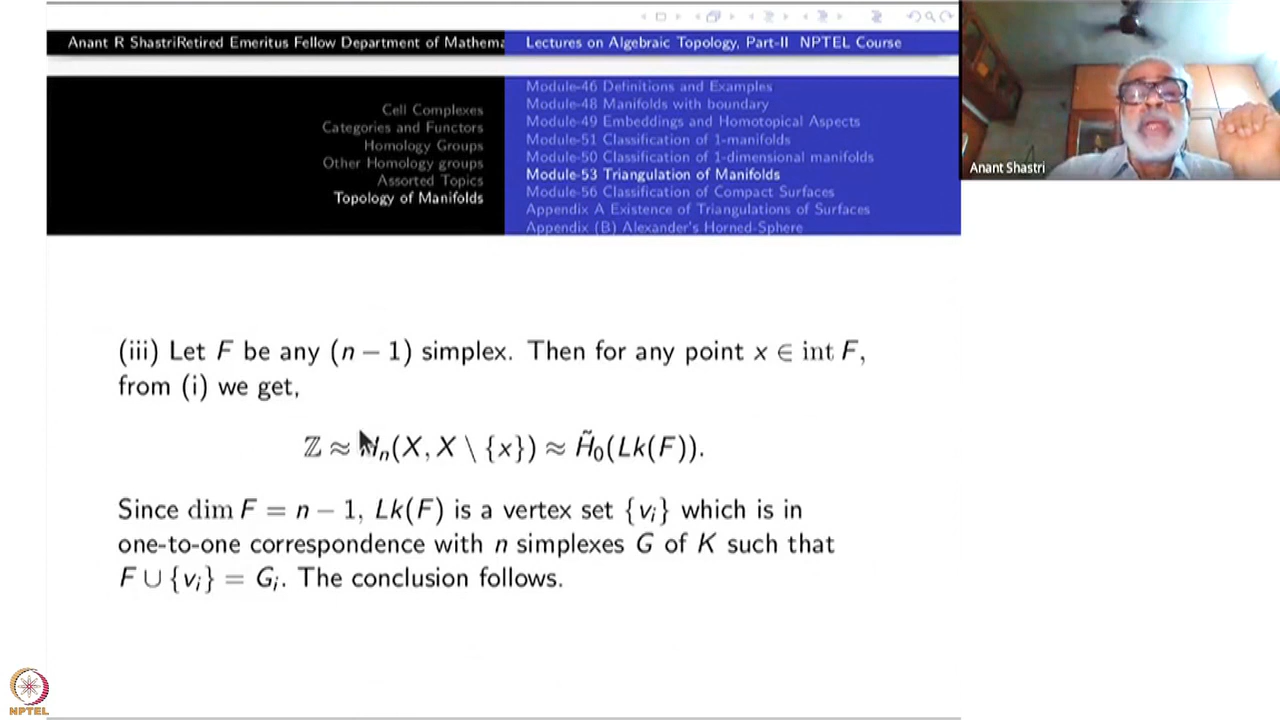 Anant R ShastriRetired Emeritus Fellow Department of Mathema
Lectures on Algebraic Topology, Part-II NPTEL Course
Cell Complexes
Categories and Functors
Homology Groups
Other Homology groups
Assorted Topics
Topology of Manifolds
Module-46 Definitions and Examples
Module-48 Manifolds with boundary
Module-49 Embeddings and Homotopical Aspects
Module-51 Classification of 1-manifolds
Module-50 Classification of 1-dimensional manifolds
Module-53 Triangulation of Manifolds
Module-56 Classification of Compact Surfaces
Appendix A Existence of Triangulations of Surfaces
Appendix (B) Alexander's Horned-Sphere
Anant Shastri
(iii) Let F be any (n − 1) simplex. Then for any point x ∈ int F,
from (i) we get,
ℤ ≈ Hₙ(X, X \ {x}) ≈ H̃₀(Lk(F)).
Since dim F = n − 1, Lk(F) is a vertex set {vᵢ} which is in
one-to-one correspondence with n simplexes G of K such that
F ∪ {vᵢ} = Gᵢ. The conclusion follows.
NPTEL